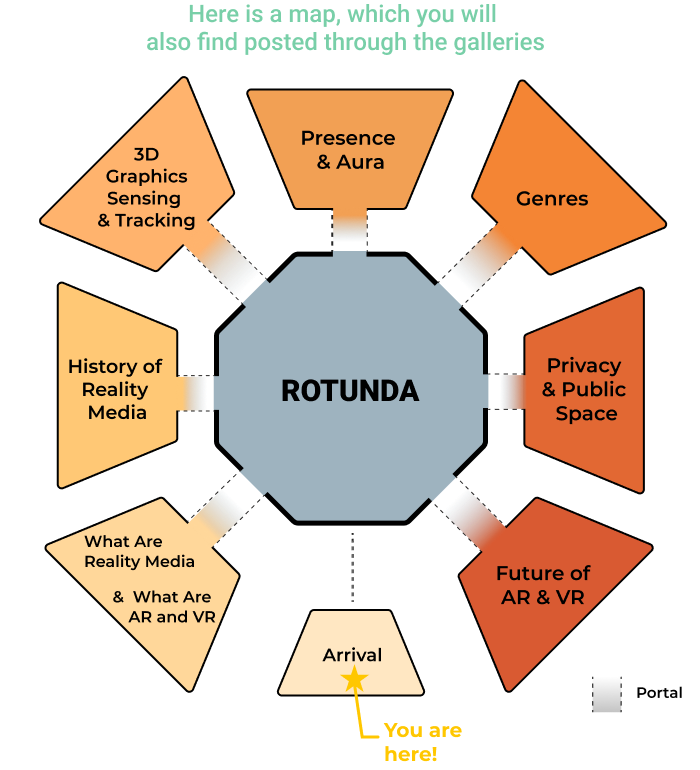 Here is a map, which you will
also find posted through the galleries
3D
Graphics
Sensing
& Tracking
Presence
& Aura
Genres
History of
Reality
Media
ROTUNDA
Privacy
& Public
Space
What Are
Reality Media
& What Are
AR and VR
Future of
AR & VR
Arrival
Portal
You are
here!